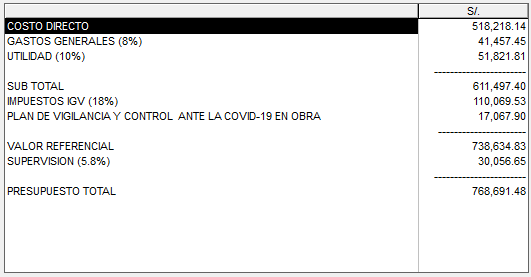 S/.
COSTO DIRECTO 518,218.14
GASTOS GENERALES (8%) 41,457.45
UTILIDAD (10%) 51,821.81
-----------------------
SUB TOTAL 611,497.40
IMPUESTOS IGV (18%) 110,069.53
PLAN DE VIGILANCIA Y CONTROL ANTE LA COVID-19 EN OBRA 17,067.90
----------------------
VALOR REFERENCIAL 738,634.83
SUPERVISION (5.8%) 30,056.65
-----------------------
PRESUPUESTO TOTAL 768,691.48